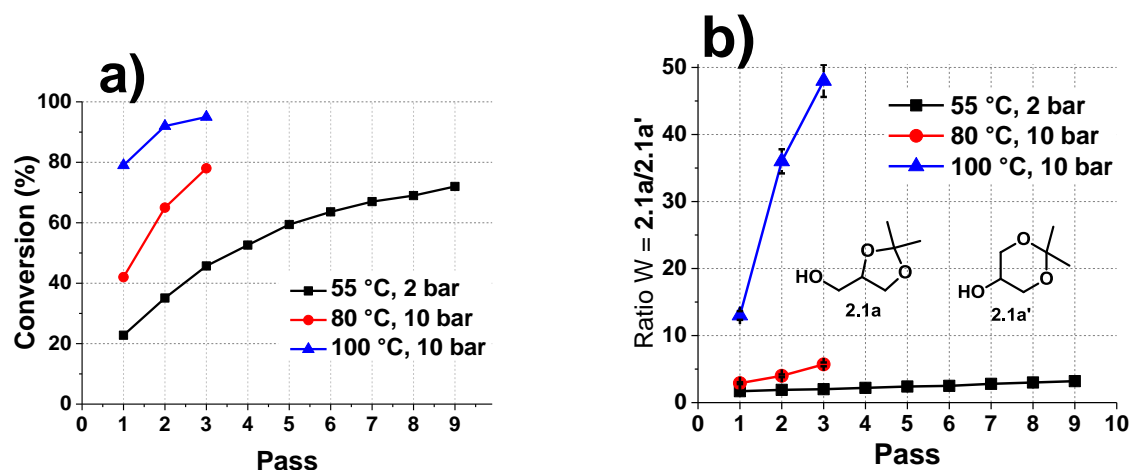 a)
Conversion (%)
100
80
60
40
20
0
55 °C, 2 bar
80 °C, 10 bar
100 °C, 10 bar
0 1 2 3 4 5 6 7 8 9
Pass
b)
Ratio W = 2.1a/2.1a'
50
40
30
20
10
0
55 °C, 2 bar
80 °C, 10 bar
100 °C, 10 bar
O
HO
O
2.1a
O
O
HO
2.1a'
0 1 2 3 4 5 6 7 8 9 10
Pass